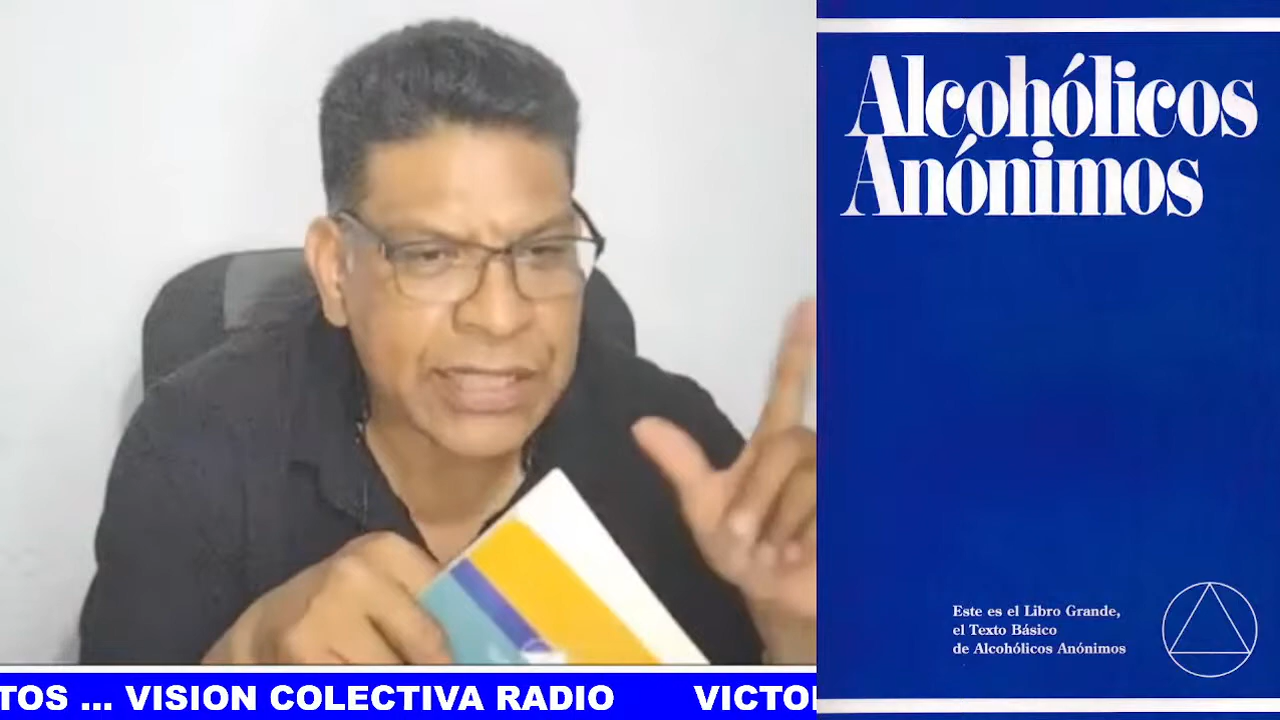 Alcohólicos
Anónimos
Este es el Libro Grande,
el Texto Básico
de Alcohólicos Anónimos
TOS ... VISION COLECTIVA RADIO VICTO